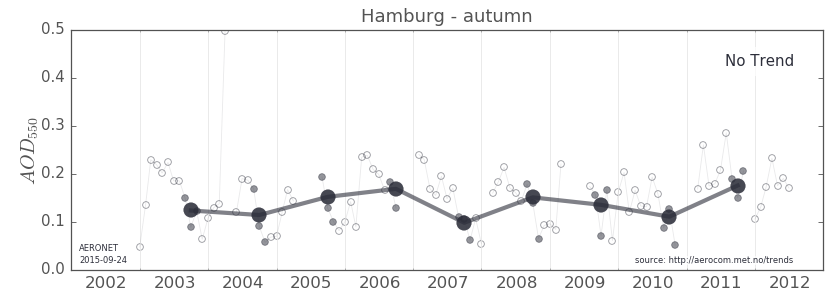 Hamburg - autumn
0.5
0.4
0.3
0.2
0.1
0.0
AOD550
No Trend
AERONET
2015-09-24
source: http://aerocom.met.no/trends
2002 2003 2004 2005 2006 2007 2008 2009 2010 2011 2012